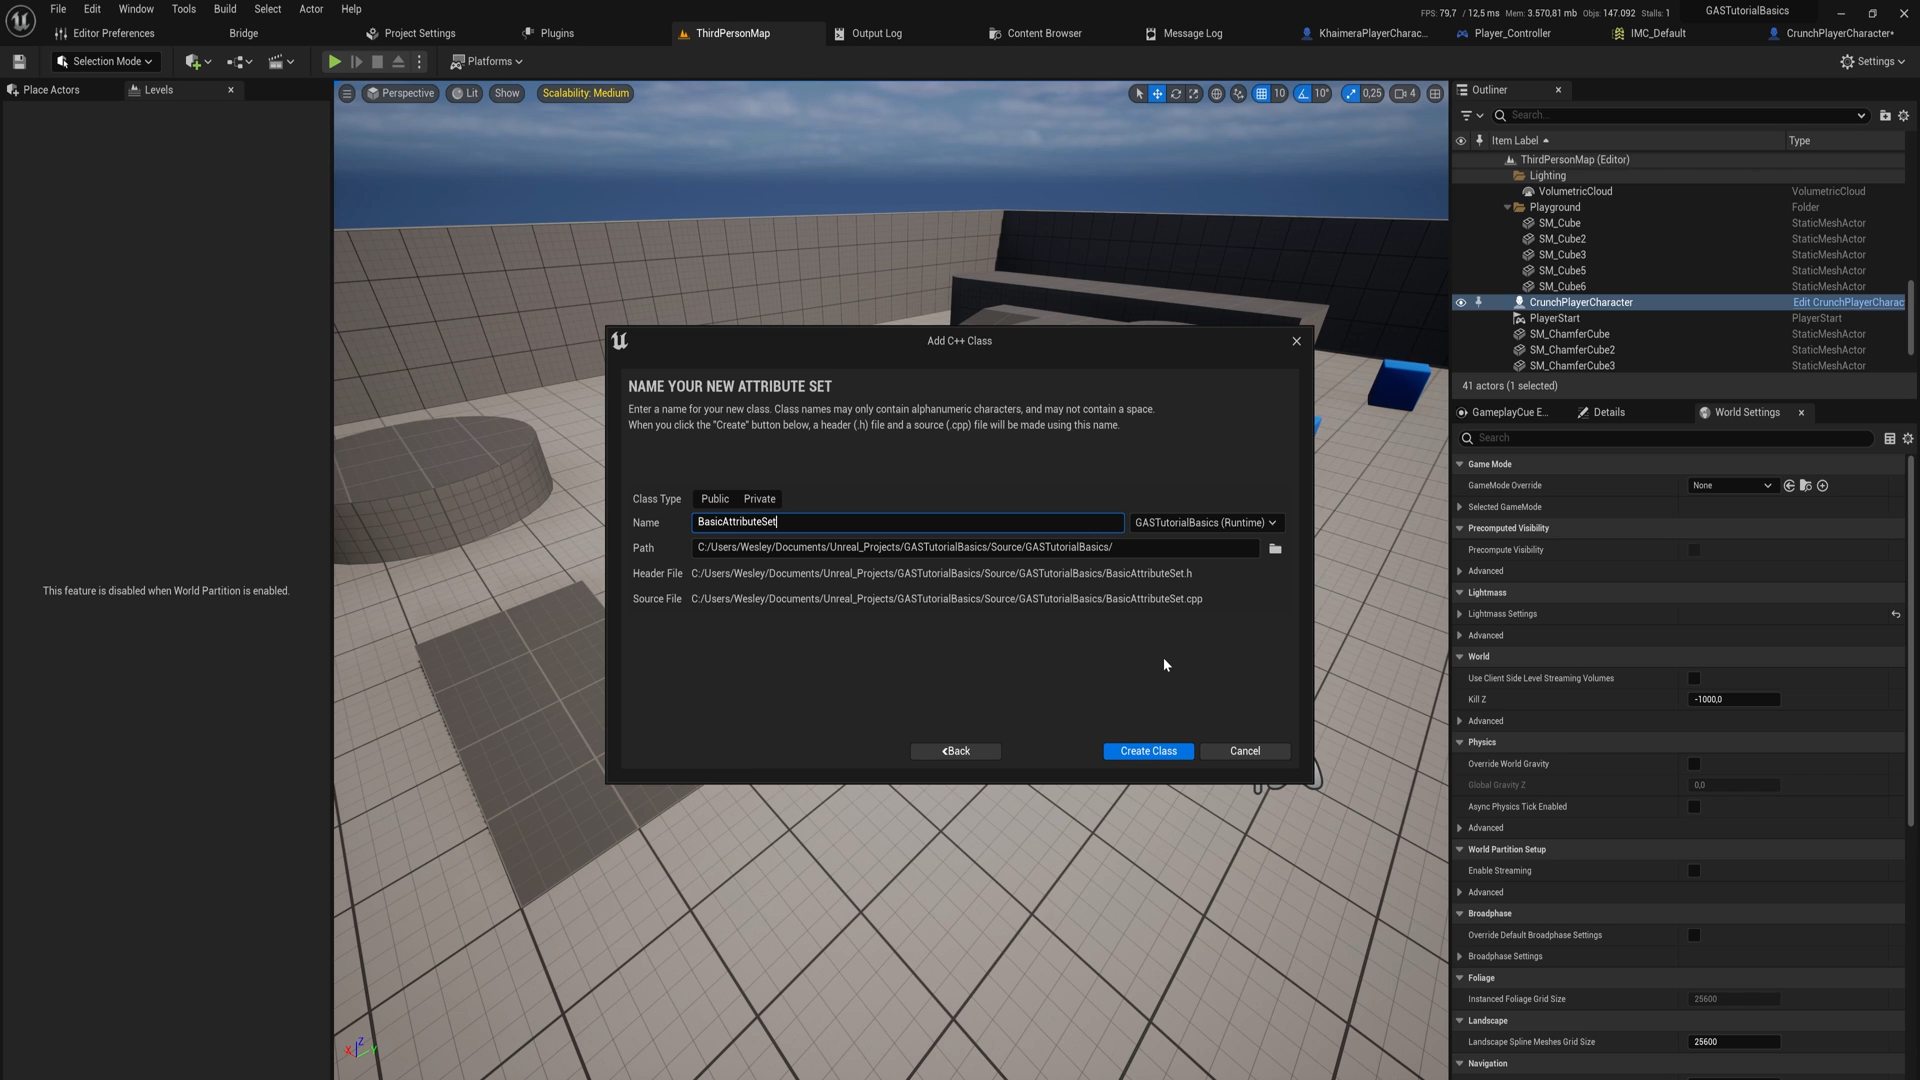 File Edit Window Tools Build Select Actor Help
FPS: 79,7 / 12,5 ms Mem: 3.570,81 mb Objs: 147.092 Stalls: 1
GASTutorialBasics
Editor Preferences
Bridge
Project Settings
Plugins
ThirdPersonMap
Output Log
Content Browser
Message Log
KhaimeraPlayerCharac...
Player_Controller
IMC_Default
CrunchPlayerCharacter*
Selection Mode
Platforms
Settings
Place Actors
Levels
Perspective
Lit
Show
Scalability: Medium
10
10°
0,25
4
This feature is disabled when World Partition is enabled.
Add C++ Class
NAME YOUR NEW ATTRIBUTE SET
Enter a name for your new class. Class names may only contain alphanumeric characters, and may not contain a space.
When you click the "Create" button below, a header (.h) file and a source (.cpp) file will be made using this name.
Class Type Public Private
Name BasicAttributeSet GASTutorialBasics (Runtime)
Path C:/Users/Wesley/Documents/Unreal_Projects/GASTutorialBasics/Source/GASTutorialBasics/
Header File C:/Users/Wesley/Documents/Unreal_Projects/GASTutorialBasics/Source/GASTutorialBasics/BasicAttributeSet.h
Source File C:/Users/Wesley/Documents/Unreal_Projects/GASTutorialBasics/Source/GASTutorialBasics/BasicAttributeSet.cpp
Back
Create Class
Cancel
X Z Y
Outliner
Search...
Item Label Type
ThirdPersonMap (Editor)
Lighting
VolumetricCloud VolumetricCloud
Playground Folder
SM_Cube StaticMeshActor
SM_Cube2 StaticMeshActor
SM_Cube3 StaticMeshActor
SM_Cube5 StaticMeshActor
SM_Cube6 StaticMeshActor
CrunchPlayerCharacter Edit CrunchPlayerCharac
PlayerStart PlayerStart
SM_ChamferCube StaticMeshActor
SM_ChamferCube2 StaticMeshActor
SM_ChamferCube3 StaticMeshActor
41 actors (1 selected)
GameplayCue E...
Details
World Settings
Search
Game Mode
GameMode Override None
Selected GameMode
Precomputed Visibility
Precompute Visibility
Advanced
Lightmass
Lightmass Settings
Advanced
World
Use Client Side Level Streaming Volumes
Kill Z -1000,0
Advanced
Physics
Override World Gravity
Global Gravity Z 0,0
Async Physics Tick Enabled
Advanced
World Partition Setup
Enable Streaming
Advanced
Broadphase
Override Default Broadphase Settings
Broadphase Settings
Foliage
Instanced Foliage Grid Size 25600
Landscape
Landscape Spline Meshes Grid Size 25600
Navigation